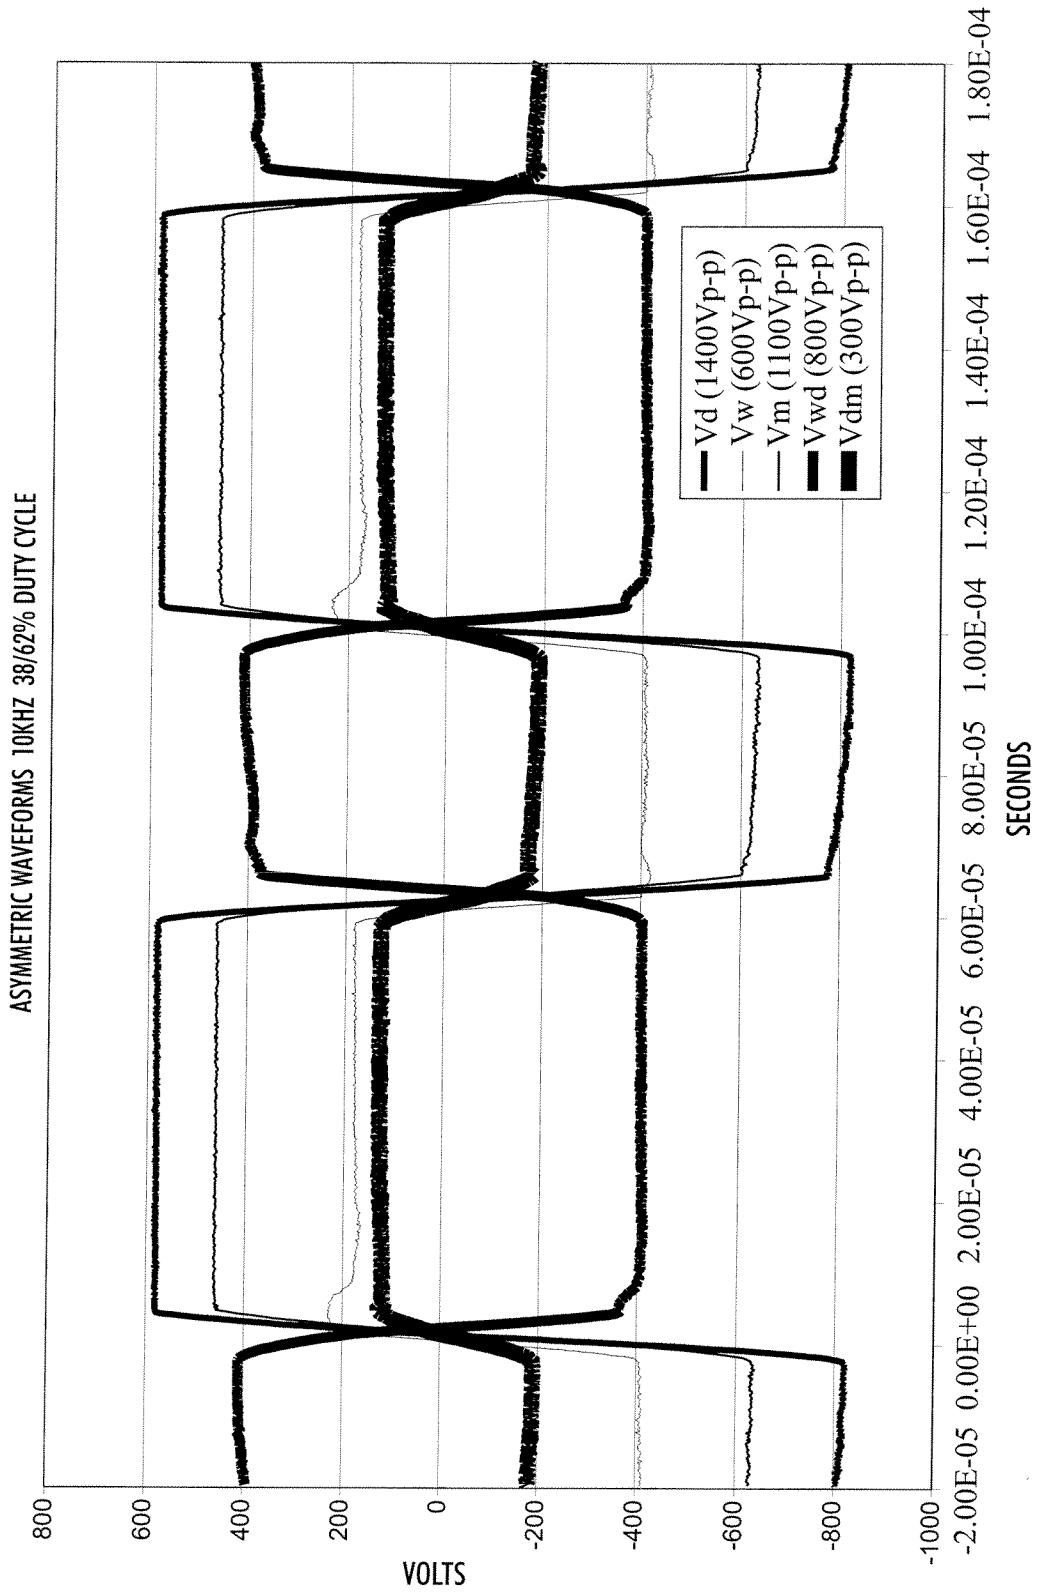 ASYMMETRIC WAVEFORMS 10KHZ 38/62% DUTY CYCLE
800
600
400
200
0
-200
-400
-600
-800
-1000
VOLTS
Vd (1400Vp-p)
Vw (600Vp-p)
Vm (1100Vp-p)
Vwd (800Vp-p)
Vdm (300Vp-p)
-2.00E-05 0.00E+00 2.00E-05 4.00E-05 6.00E-05 8.00E-05 1.00E-04 1.20E-04 1.40E-04 1.60E-04 1.80E-04
SECONDS